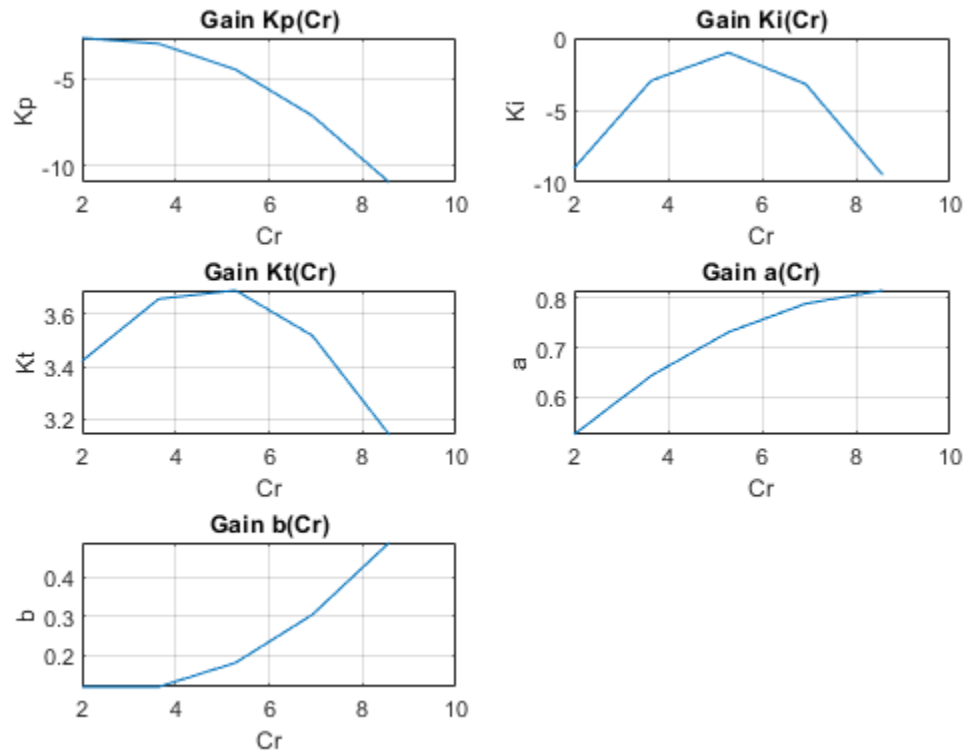 Gain Kp(Cr)
Kp
-5
-10
2 4 6 8 10
Cr
Gain Ki(Cr)
Ki
0
-5
-10
2 4 6 8 10
Cr
Gain Kt(Cr)
Kt
3.6
3.4
3.2
2 4 6 8 10
Cr
Gain a(Cr)
a
0.8
0.7
0.6
2 4 6 8 10
Cr
Gain b(Cr)
b
0.4
0.3
0.2
2 4 6 8 10
Cr